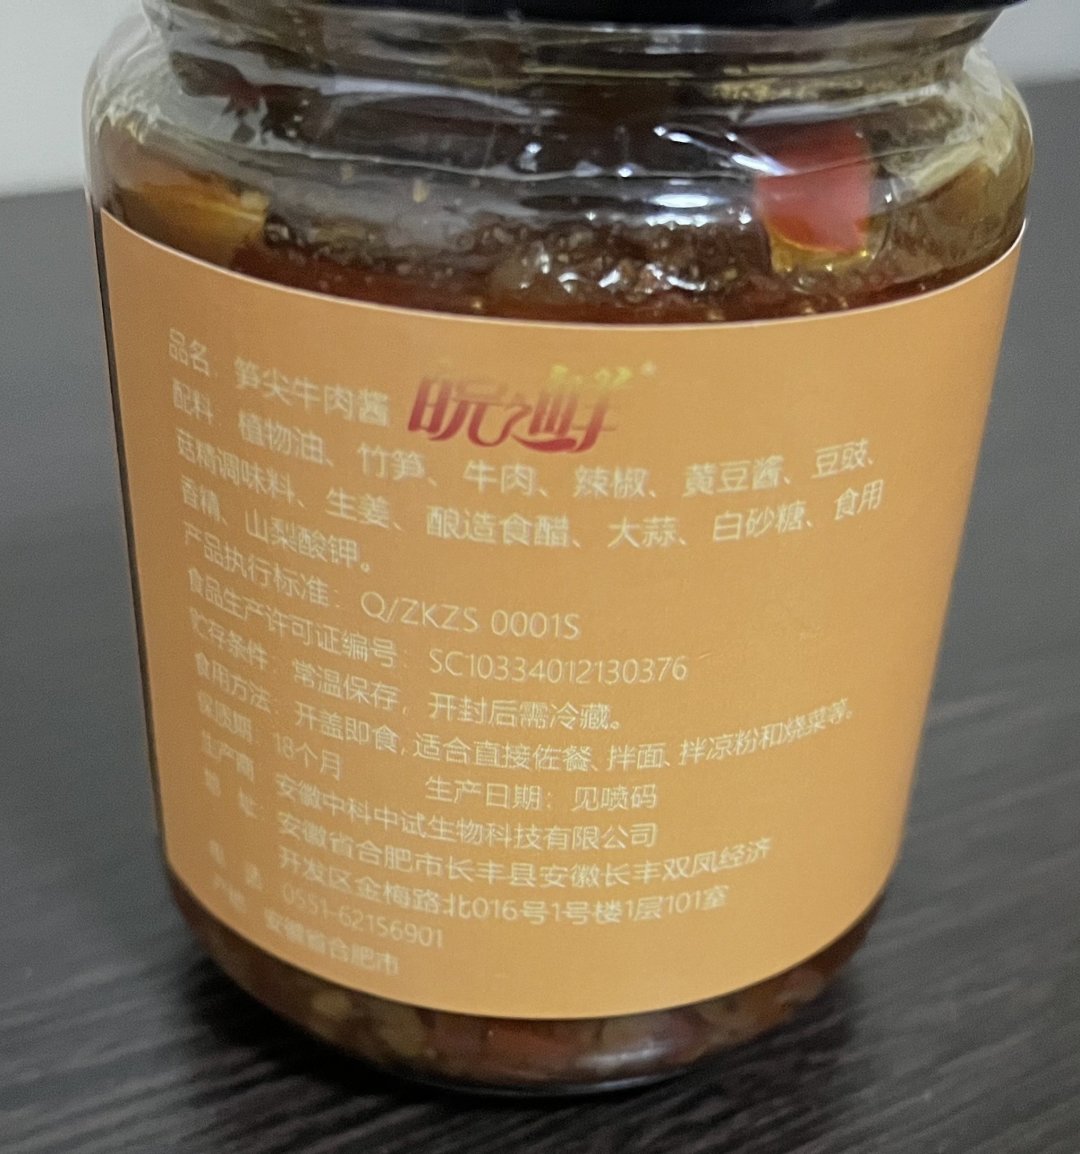 品名: 笋尖牛肉酱 皖之鲜®
配料: 植物油、竹笋、牛肉、辣椒、黄豆酱、豆豉、
菇精调味料、生姜、酿造食醋、大蒜、白砂糖、食用
香精、山梨酸钾。
产品执行标准: Q/ZKZS 0001S
食品生产许可证编号: SC10334012130376
贮存条件: 常温保存,开封后需冷藏。
食用方法: 开盖即食,适合直接佐餐、拌面、拌凉粉和烧菜等。
保质期: 18个月 生产日期: 见喷码
生产商: 安徽中科中试生物科技有限公司
地 址: 安徽省合肥市长丰县安徽长丰双凤经济
开发区金梅路北016号1号楼1层101室
电 话: 0551-62156901
产地: 安徽省合肥市